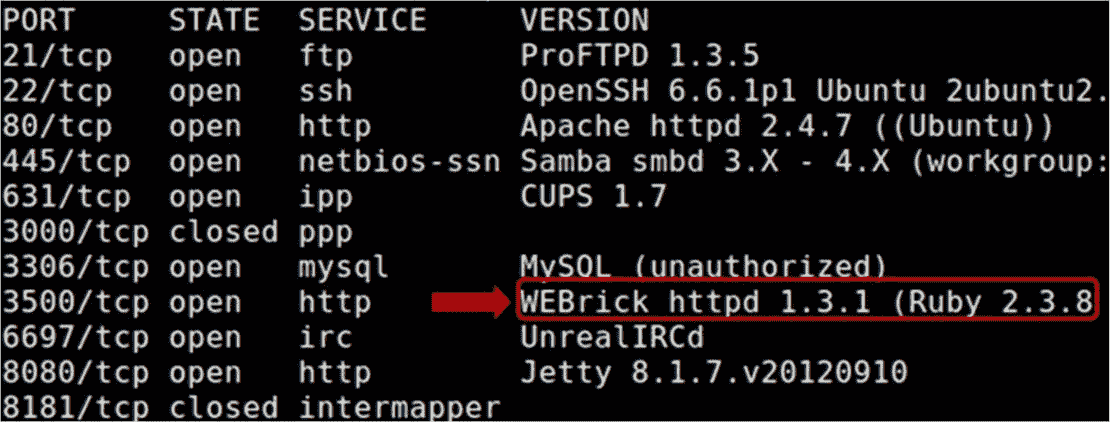 PORT STATE SERVICE VERSION
21/tcp open ftp ProFTPD 1.3.5
22/tcp open ssh OpenSSH 6.6.1p1 Ubuntu 2ubuntu2.
80/tcp open http Apache httpd 2.4.7 ((Ubuntu))
445/tcp open netbios-ssn Samba smbd 3.X - 4.X (workgroup:
631/tcp open ipp CUPS 1.7
3000/tcp closed ppp
3306/tcp open mysql MySQL (unauthorized)
3500/tcp open http WEBrick httpd 1.3.1 (Ruby 2.3.8
6697/tcp open irc UnrealIRCd
8080/tcp open http Jetty 8.1.7.v20120910
8181/tcp closed intermapper